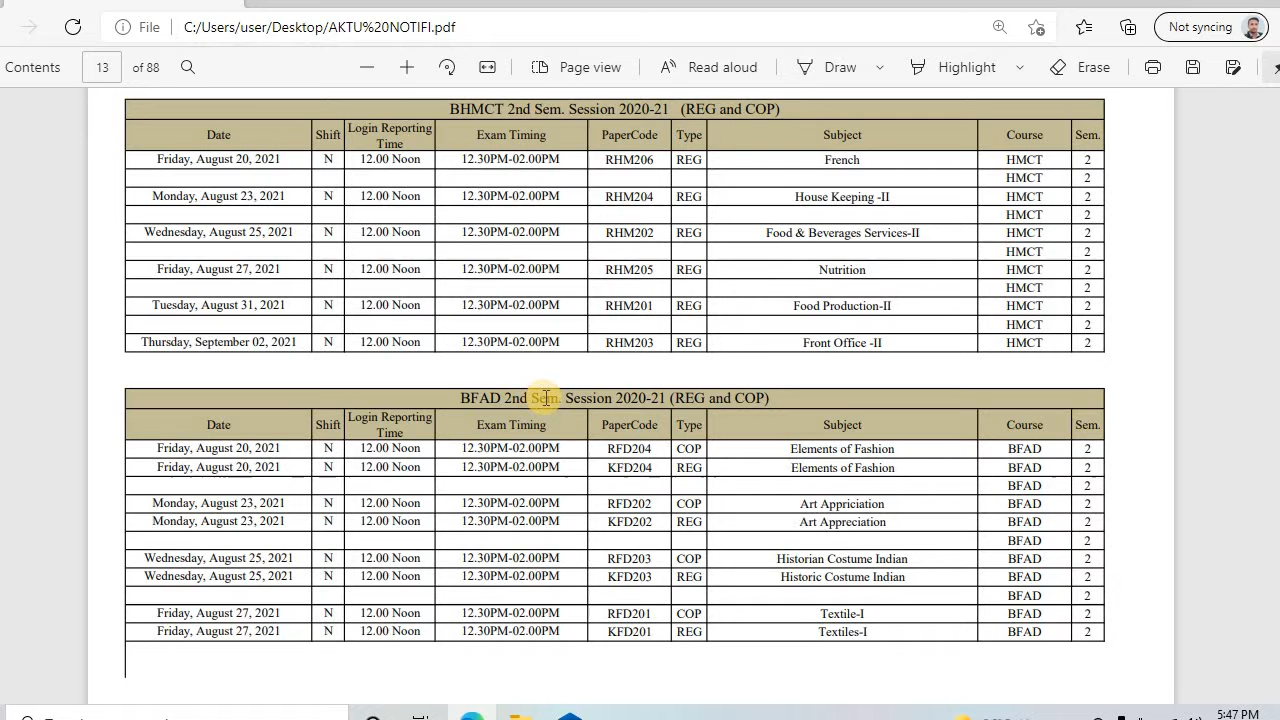 File C:/Users/user/Desktop/AKTU%20NOTIFI.pdf Not syncing
Contents 13 of 88 Page view Read aloud Draw Highlight Erase
BHMCT 2nd Sem. Session 2020-21 (REG and COP)
Date Shift Login Reporting Time Exam Timing PaperCode Type Subject Course Sem.
Friday, August 20, 2021 N 12.00 Noon 12.30PM-02.00PM RHM206 REG French HMCT 2
HMCT 2
Monday, August 23, 2021 N 12.00 Noon 12.30PM-02.00PM RHM204 REG House Keeping -II HMCT 2
HMCT 2
Wednesday, August 25, 2021 N 12.00 Noon 12.30PM-02.00PM RHM202 REG Food & Beverages Services-II HMCT 2
HMCT 2
Friday, August 27, 2021 N 12.00 Noon 12.30PM-02.00PM RHM205 REG Nutrition HMCT 2
HMCT 2
Tuesday, August 31, 2021 N 12.00 Noon 12.30PM-02.00PM RHM201 REG Food Production-II HMCT 2
HMCT 2
Thursday, September 02, 2021 N 12.00 Noon 12.30PM-02.00PM RHM203 REG Front Office -II HMCT 2
BFAD 2nd Sem. Session 2020-21 (REG and COP)
Date Shift Login Reporting Time Exam Timing PaperCode Type Subject Course Sem.
Friday, August 20, 2021 N 12.00 Noon 12.30PM-02.00PM RFD204 COP Elements of Fashion BFAD 2
Friday, August 20, 2021 N 12.00 Noon 12.30PM-02.00PM KFD204 REG Elements of Fashion BFAD 2
BFAD 2
Monday, August 23, 2021 N 12.00 Noon 12.30PM-02.00PM RFD202 COP Art Appriciation BFAD 2
Monday, August 23, 2021 N 12.00 Noon 12.30PM-02.00PM KFD202 REG Art Appreciation BFAD 2
BFAD 2
Wednesday, August 25, 2021 N 12.00 Noon 12.30PM-02.00PM RFD203 COP Historian Costume Indian BFAD 2
Wednesday, August 25, 2021 N 12.00 Noon 12.30PM-02.00PM KFD203 REG Historic Costume Indian BFAD 2
BFAD 2
Friday, August 27, 2021 N 12.00 Noon 12.30PM-02.00PM RFD201 COP Textile-I BFAD 2
Friday, August 27, 2021 N 12.00 Noon 12.30PM-02.00PM KFD201 REG Textiles-I BFAD 2
5:47 PM